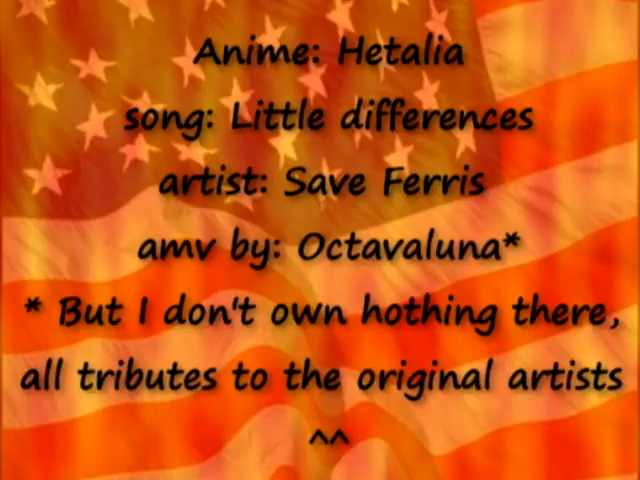 Anime: Hetalia
song: Little differences
artist: Save Ferris
amv by: Octavaluna*
* But I don't own hothing there,
all tributes to the original artists
^^